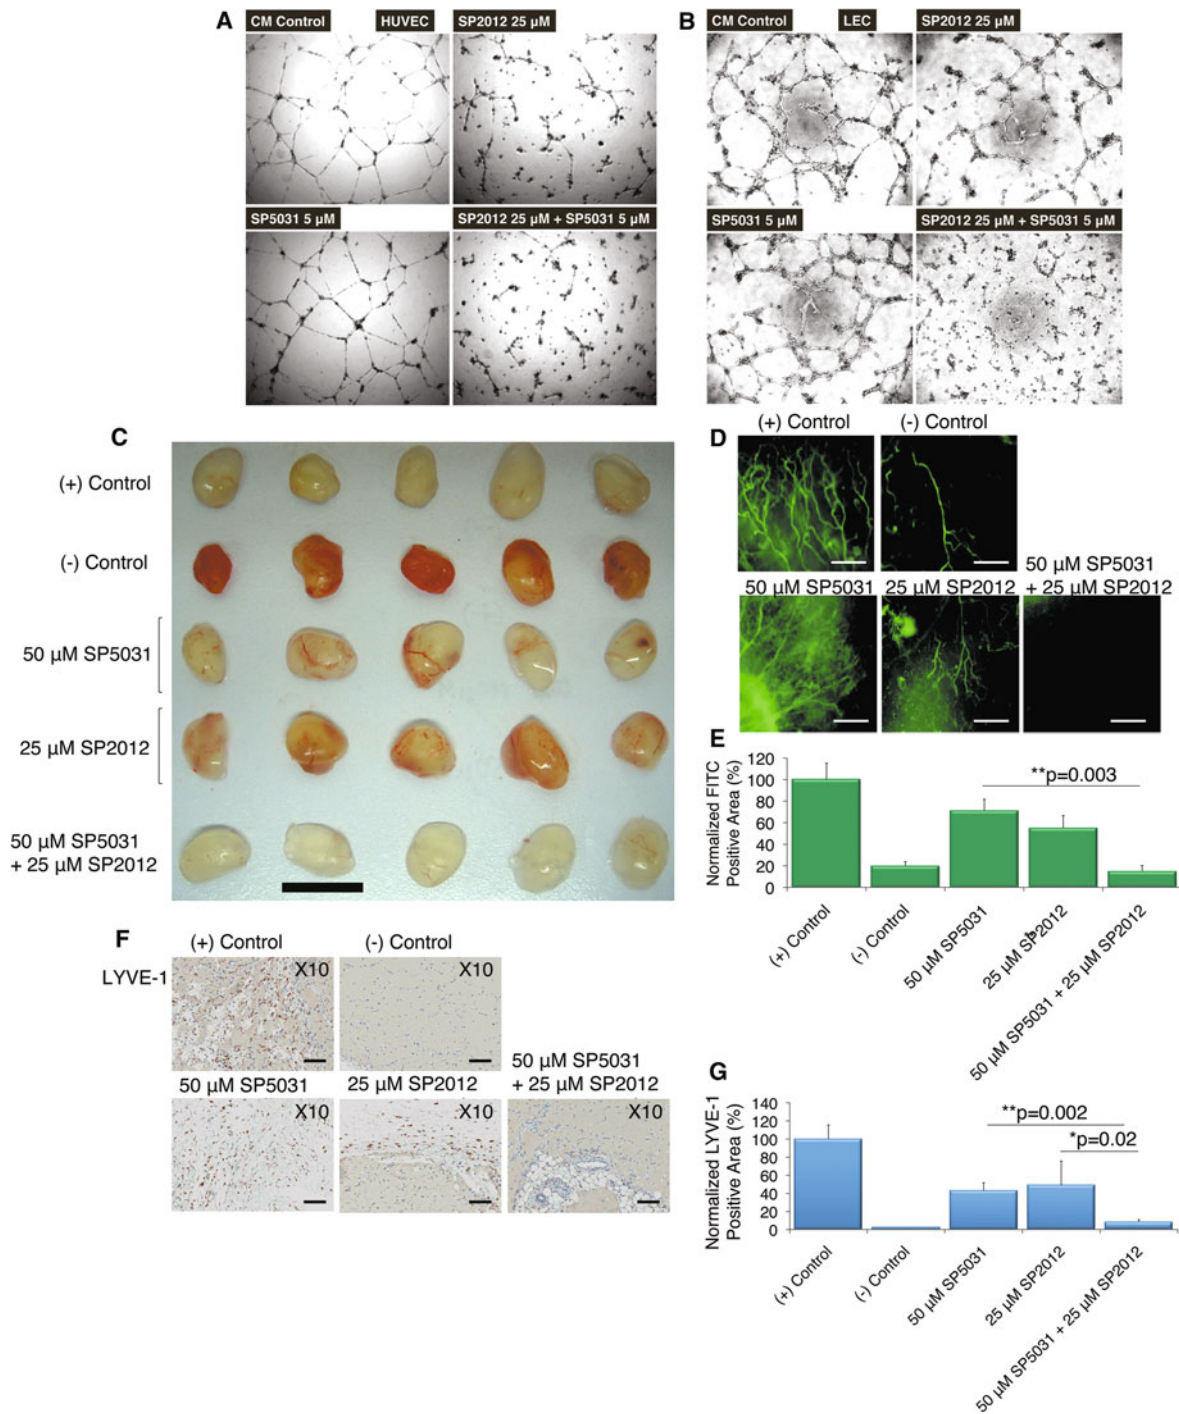 A
CM Control
HUVEC
SP2012 25 µM
SP5031 5 µM
SP2012 25 µM + SP5031 5 µM
B
CM Control
LEC
SP2012 25 µM
SP5031 5 µM
SP2012 25 µM + SP5031 5 µM
C
(+) Control
(-) Control
50 µM SP5031
25 µM SP2012
50 µM SP5031
+ 25 µM SP2012
D
(+) Control
(-) Control
50 µM SP5031
25 µM SP2012
50 µM SP5031
+ 25 µM SP2012
E
Normalized FITC
Positive Area (%)
120
100
80
60
40
20
0
**p=0.003
(+) Control
(-) Control
50 µM SP5031
25 µM SP2012
50 µM SP5031 + 25 µM SP2012
F
(+) Control
(-) Control
LYVE-1
X10
X10
50 µM SP5031
25 µM SP2012
50 µM SP5031
+ 25 µM SP2012
X10
X10
X10
G
Normalized LYVE-1
Positive Area (%)
140
120
100
80
60
40
20
0
**p=0.002
*p=0.02
(+) Control
(-) Control
50 µM SP5031
25 µM SP2012
50 µM SP5031 + 25 µM SP2012